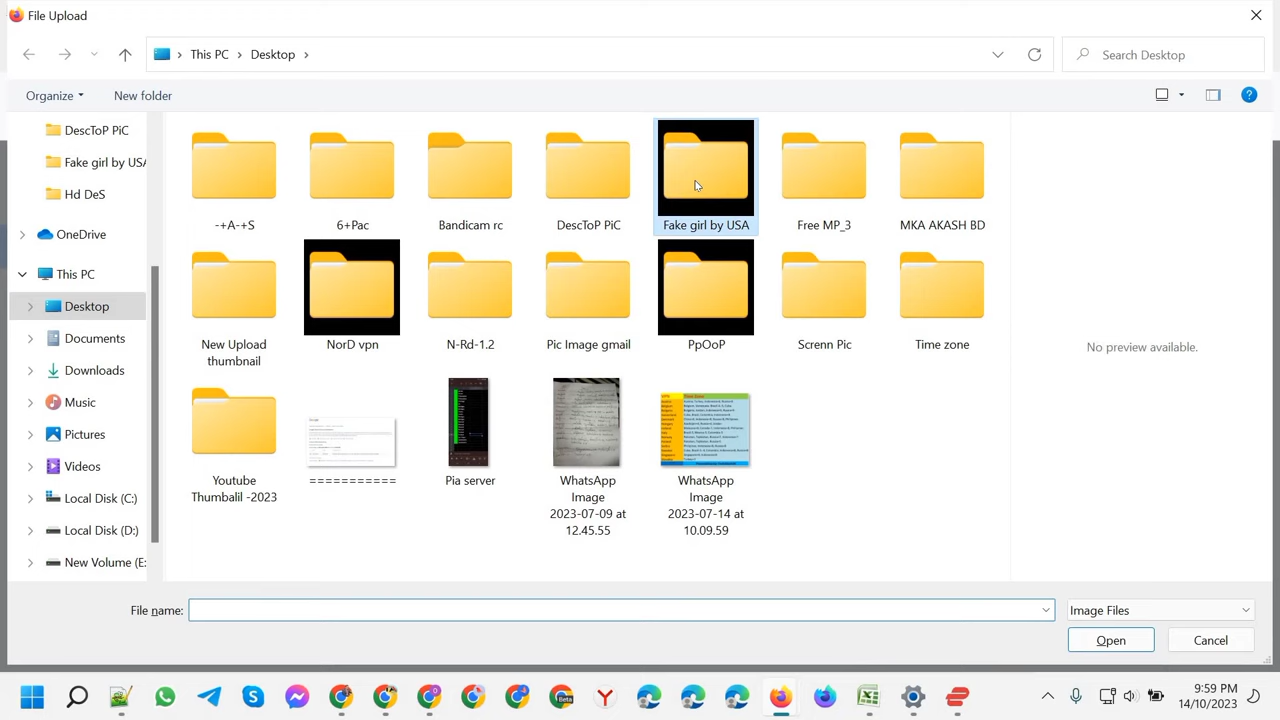 File Upload
This PC
Desktop
Search Desktop
Organize
New folder
DescToP PiC
Fake girl by USA
Hd DeS
OneDrive
This PC
Desktop
Documents
Downloads
Music
Pictures
Videos
Local Disk (C:)
Local Disk (D:)
New Volume (E:
+A-+S
6+Pac
Bandicam rc
DescToP PiC
Fake girl by USA
Free MP_3
MKA AKASH BD
New Upload
thumbnail
NorD vpn
N-Rd-1.2
Pic Image gmail
PpOoP
Screnn Pic
Time zone
Youtube
Thumbail -2023
===========
Pia server
WhatsApp
Image
2023-07-09 at
12.45.55
WhatsApp
Image
2023-07-14 at
10.09.59
No preview available.
File name:
Image Files
Open
Cancel
Beta
9:59 PM
14/10/2023